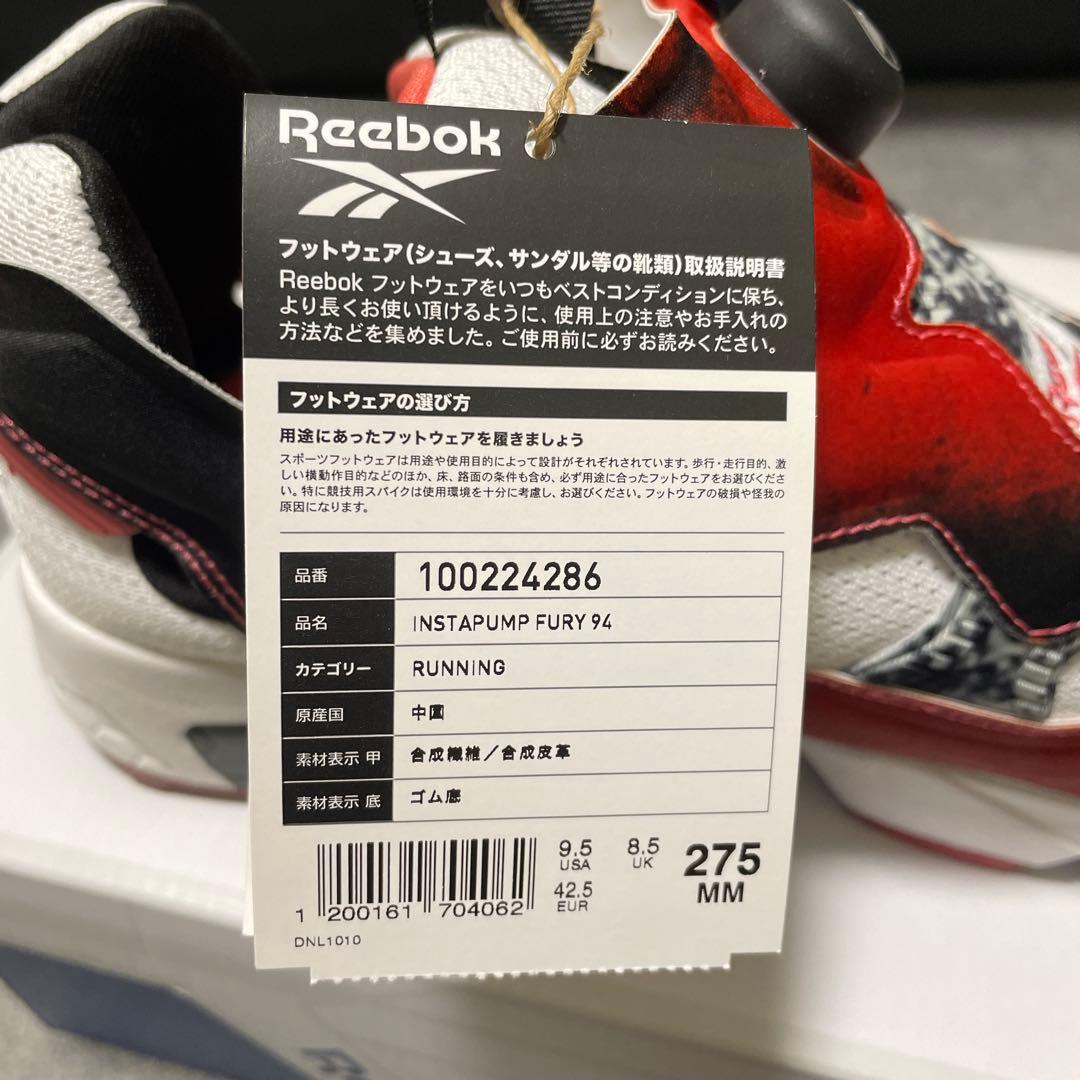 Reebok
フットウェア(シューズ、サンダル等の靴類)取扱説明書
Reebok フットウェアをいつもベストコンディションに保ち、
より長くお使い頂けるように、使用上の注意やお手入れの
方法などを集めました。ご使用前に必ずお読みください。
フットウェアの選び方
用途にあったフットウェアを履きましょう
スポーツフットウェアは用途や使用目的によって設計がそれぞれされています。歩行・走行目的、激
しい横動作目的などのほか、床、路面の条件も含め、必ず用途に合ったフットウェアをお選びくださ
い。特に競技用スパイクは使用環境を十分に考慮し、お選びください。フットウェアの破損や怪我の
原因になります。
品番 100224286
品名 INSTAPUMP FURY 94
カテゴリー RUNNING
原産国 中国
素材表示 甲 合成繊維/合成皮革
素材表示 底 ゴム底
9.5 USA 8.5 UK 275 MM
42.5 EUR
1 200161 704062
DNL1010